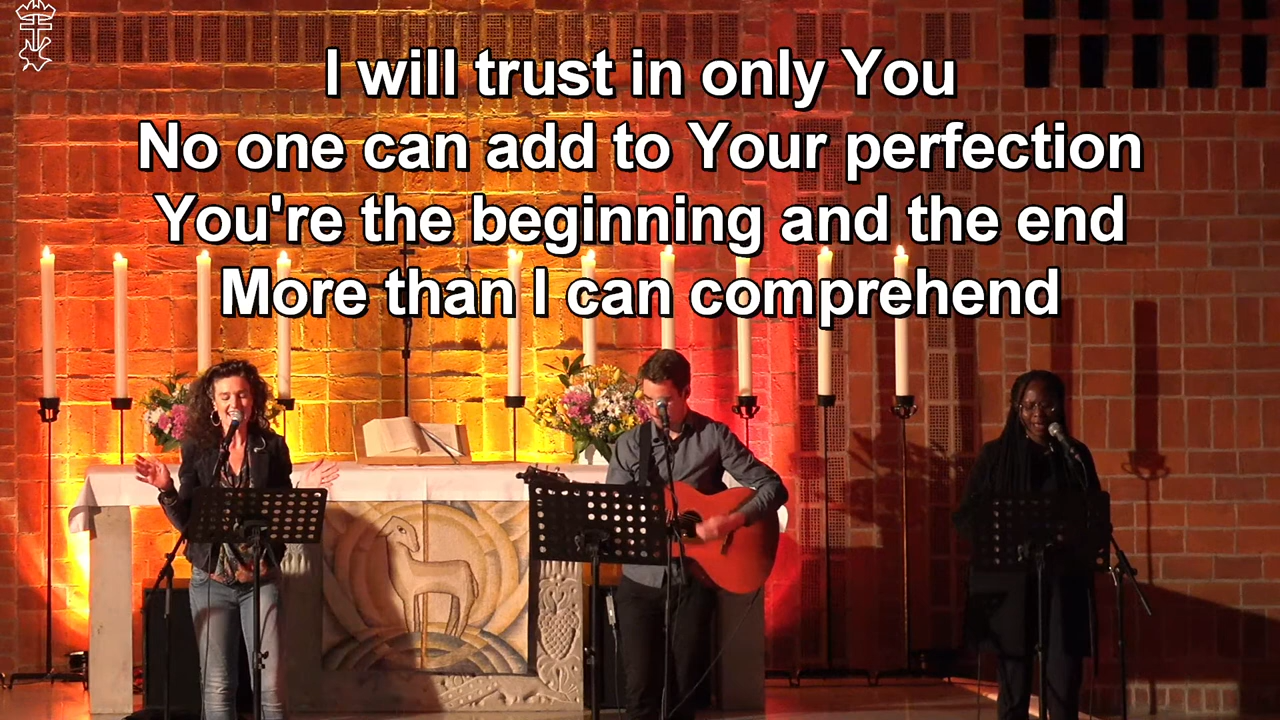 I will trust in only You
No one can add to Your perfection
You're the beginning and the end
More than I can comprehend